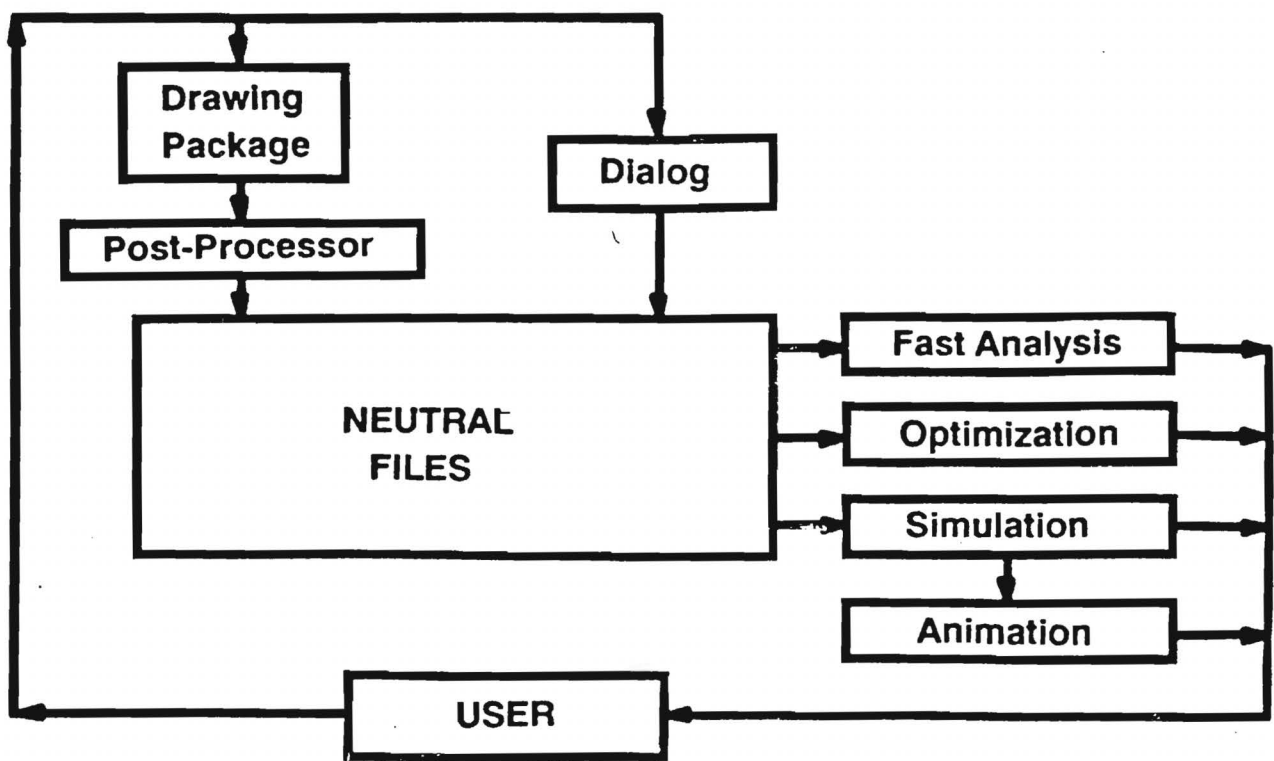 Drawing
Package
Dialog
Post-Processor
NEUTRAL
FILES
Fast Analysis
Optimization
Simulation
Animation
USER